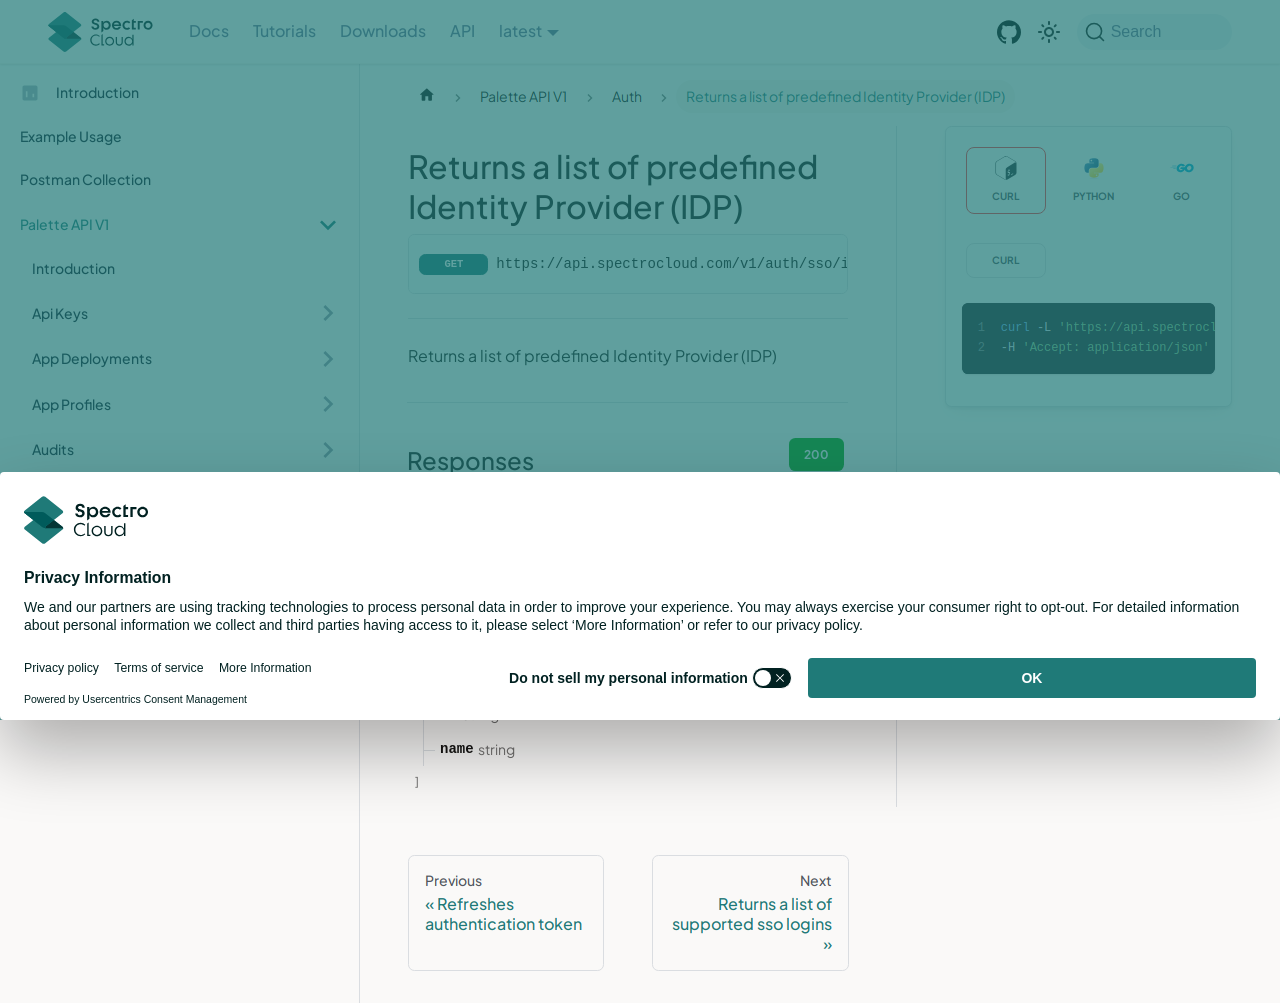 Spectro
Cloud
Docs
Tutorials
Downloads
API
latest
Search
Introduction
Example Usage
Postman Collection
Palette API V1
Introduction
Api Keys
App Deployments
App Profiles
Audits
Palette API V1
Auth
Returns a list of predefined Identity Provider (IDP)
Returns a list of predefined
Identity Provider (IDP)
GET https://api.spectrocloud.com/v1/auth/sso/i
Returns a list of predefined Identity Provider (IDP)
Responses
200
CURL
PYTHON
GO
CURL
1 curl -L 'https://api.spectrocl
2 -H 'Accept: application/json'
Spectro
Cloud
Privacy Information
We and our partners are using tracking technologies to process personal data in order to improve your experience. You may always exercise your consumer right to opt-out. For detailed information
about personal information we collect and third parties having access to it, please select ‘More Information’ or refer to our privacy policy.
Privacy policy
Terms of service
More Information
Powered by Usercentrics Consent Management
Do not sell my personal information
OK
name string
]
Previous
« Refreshes
authentication token
Next
Returns a list of
supported sso logins
»